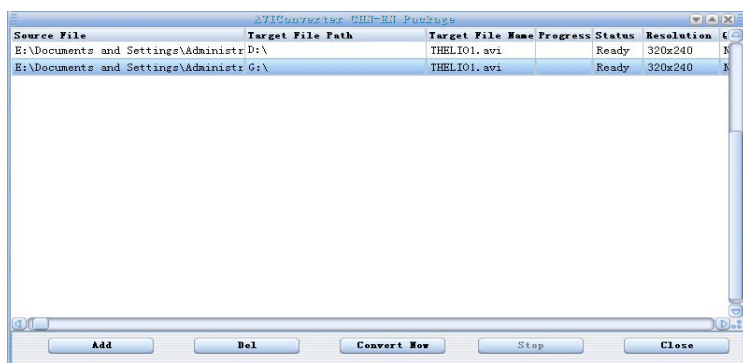 AVIConverter CHN-EN Package
Source File Target File Path Target File Name Progress Status Resolution
E:\Documents and Settings\Administr D:\ THELIO1.avi Ready 320x240
E:\Documents and Settings\Administr G:\ THELIO1.avi Ready 320x240
Add Del Convert Now Stop Close